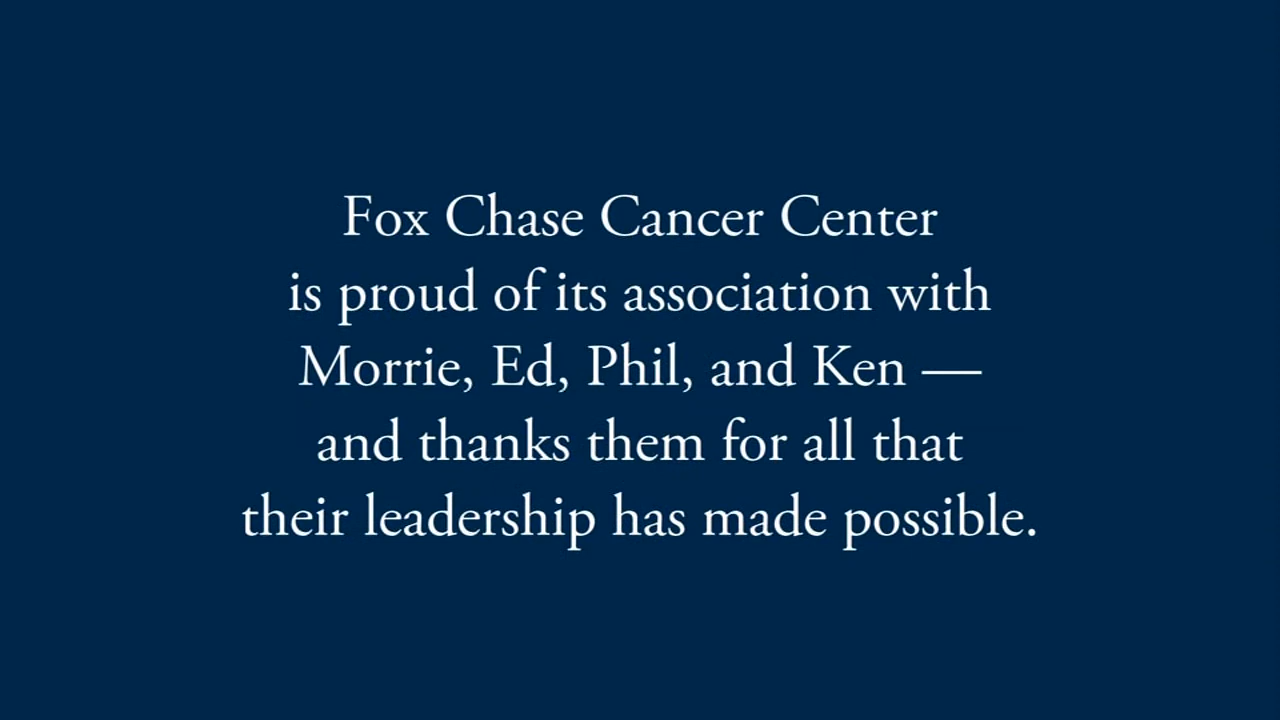 Fox Chase Cancer Center
is proud of its association with
Morrie, Ed, Phil, and Ken —
and thanks them for all that
their leadership has made possible.